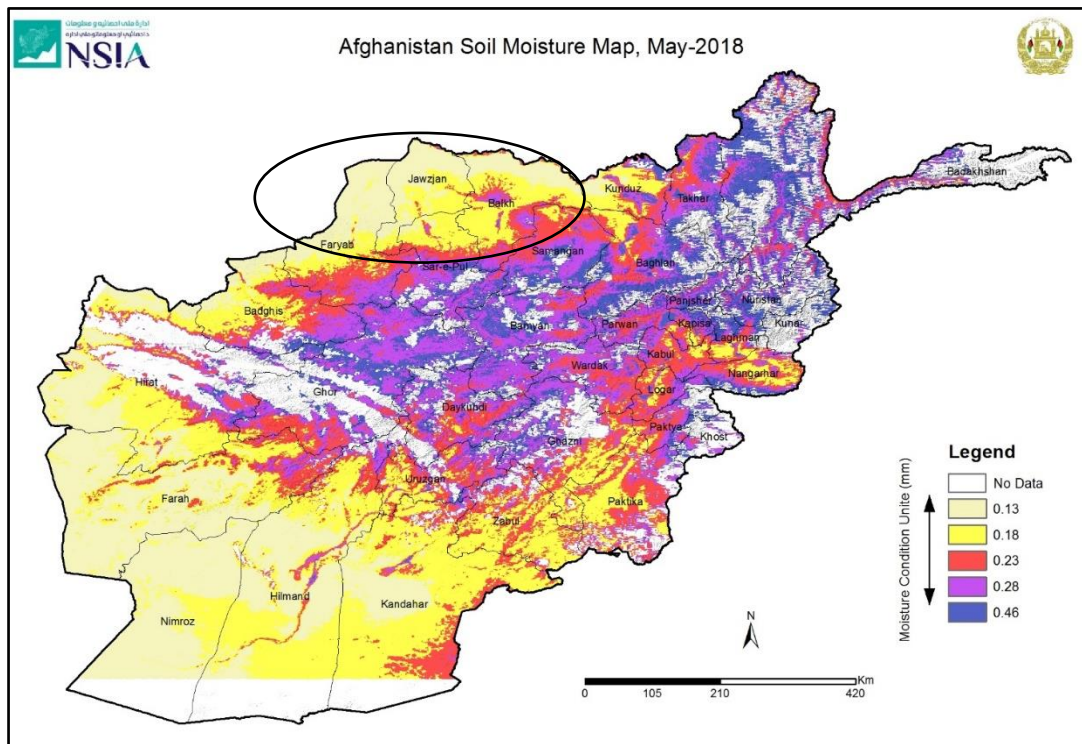 NSIA
Afghanistan Soil Moisture Map, May-2018
Badakhshan
Jawzjan
Kunduz
Takhar
Balkh
Faryab
Samangan
Sar-e-Pul
Baghlan
Panjsher
Nuristan
Badghis
Bamyan
Parwan
Kapisa
Kunar
Laghman
Kabul
Wardak
Nangarhar
Hirat
Ghor
Logar
Daykundi
Paktya
Khost
Ghazni
Uruzgan
Farah
Paktika
Zabul
Hilmand
Kandahar
Nimroz
Legend
No Data
0.13
0.18
0.23
0.28
0.46
Moisture Condition Unite (mm)
N
Km
0 105 210 420